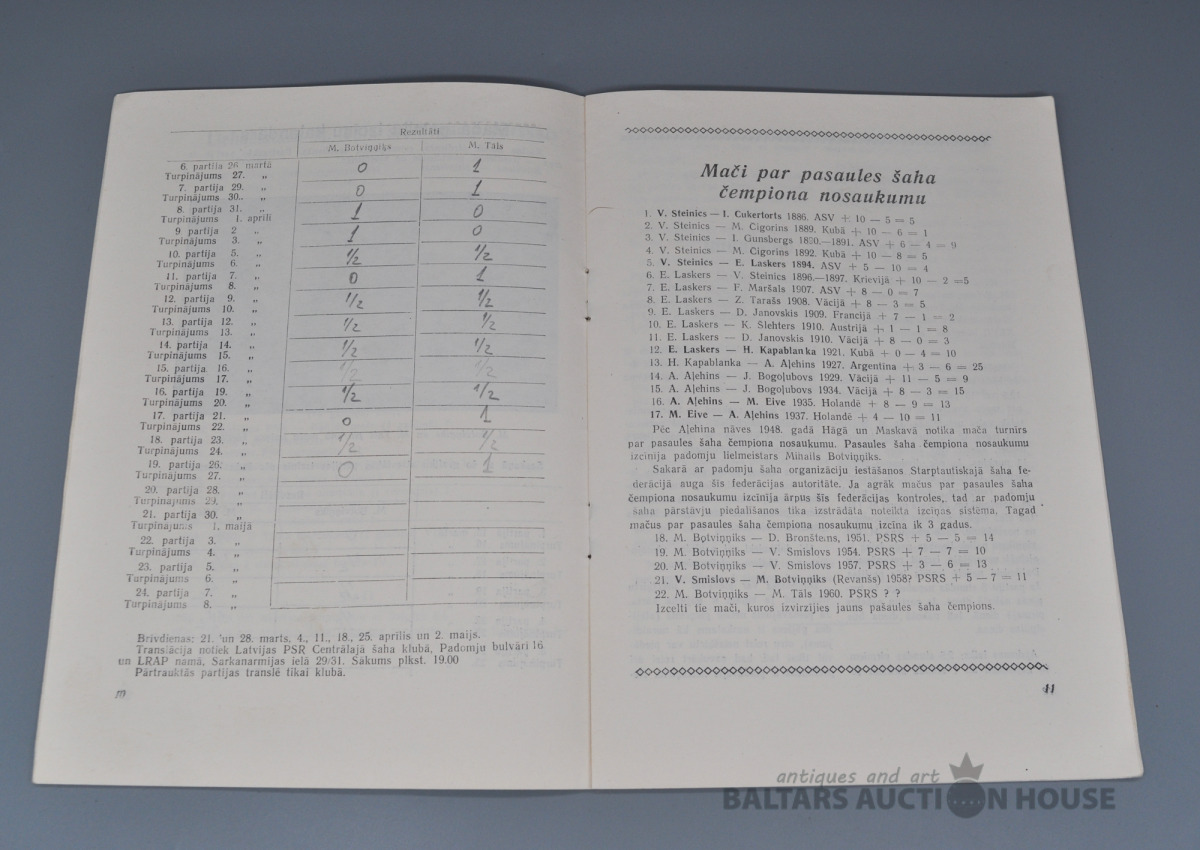 Rezultāti
M. Botviņņiks M. Tāls
6. partija 26 martā 0 1
Turpinājums 27. „
7. partija 29. „ 0 1
Turpinājums 30.. „
8. partija 31. „ 1 0
Turpinājums 1. aprilī
9 partija 2 „ 1 0
Turpinājums 3. „
10. partija 5. „ 1/2 1/2
Turpinājums 6. „
11. partija 7. „ 0 1
Turpinājums 8. „
12. partija 9. „ 1/2 1/2
Turpinājums 10. „
13. partija 12. „ 1/2 1/2
Turpinājums 13. „
14. partija 14. „ 1/2 1/2
Turpinājums 15. „
15. partija 16. „ 1/2 1/2
Turpinājums 17. „
16. partija 19. „ 1/2 1/2
Turpinājums 20. „
17. partija 21. „ 0 1
Turpinājums 22. „
18. partija 23. „ 1/2 1/2
Turpinājums 24. „
19. partija 26. „ 0 1
Turpinājums 27. „
20. partija 28. „
Turpinājums 29. „
21. partija 30. „
Turpinājums 1. maijā
22. partija 3. „
Turpinājums 4. „
23. partija 5. „
Turpinājums 6. „
24. partija 7. „
Turpinājums 8. „
Brīvdienas: 21. un 28. marts, 4., 11., 18., 25. aprīlis un 2. maijs.
Translācija notiek Latvijas PSR Centrālajā šaha klubā, Padomju bulvārī 16
un LRAP namā, Sarkanarmijas ielā 29/31. Sākums plkst. 19.00
Pārtrauktās partijas translē tikai klubā.
10
Mači par pasaules šaha
čempiona nosaukumu
1. V. Steinics — I. Cukertorts 1886. ASV + 10 — 5 = 5
2. V. Steinics — M. Čigorins 1889. Kubā + 10 — 6 = 1
3. V. Steinics — I. Gunsbergs 1890.—1891. ASV + 6 — 4 = 9
4. V. Steinics — M. Čigorins 1892. Kubā + 10 — 8 = 5
5. V. Steinics — E. Laskers 1894. ASV + 5 — 10 = 4
6. E. Laskers — V. Steinics 1896.—1897. Krievijā + 10 — 2 =5
7. E. Laskers — F. Maršals 1907. ASV + 8 — 0 = 7
8. E. Laskers — Z. Tarašs 1908. Vācijā + 8 — 3 = 5
9. E. Laskers — D. Janovskis 1909. Francijā + 7 — 1 = 2
10. E. Laskers — K. Šlehters 1910. Austrijā + 1 — 1 = 8
11. E. Laskers — D. Janovskis 1910. Vācijā + 8 — 0 = 3
12. E. Laskers — H. Kapablanka 1921. Kubā + 0 — 4 = 10
13. H. Kapablanka — A. Aļehins 1927. Argentīna + 3 — 6 = 25
14. A. Aļehins — J. Bogoļubovs 1929. Vācijā + 11 — 5 = 9
15. A. Aļehins — J. Bogoļubovs 1934. Vācijā + 8 — 3 = 15
16. A. Aļehins — M. Eive 1935. Holandē + 8 — 9 = 13
17. M. Eive — A. Aļehins 1937. Holandē + 4 — 10 = 11
Pēc Aļehina nāves 1948. gadā Hāgā un Maskavā notika mača turnīrs
par pasaules šaha čempiona nosaukumu. Pasaules šaha čempiona nosaukumu
izcīnīja padomju lielmeistars Mihails Botviņņiks.
Sakarā ar padomju šaha organizāciju iestāšanos Starptautiskajā šaha fe-
derācijā auga šīs federācijas autoritāte. Ja agrāk mačus par pasaules šaha
čempiona nosaukumu izcīnīja ārpus šīs federācijas kontroles, tad ar padomju
šaha pārstāvju piedalīšanos tika izstrādāta noteikta izcīņas sistēma. Tagad
mačus par pasaules šaha čempiona nosaukumu izcīna ik 3 gadus.
18. M. Botviņņiks — D. Bronšteins, 1951. PSRS + 5 — 5 = 14
19. M. Botviņņiks — V. Smislovs 1954. PSRS + 7 — 7 = 10
20. M. Botviņņiks — V. Smislovs 1957. PSRS + 3 — 6 = 13
21. V. Smislovs — M. Botviņņiks (Revanšs) 1958? PSRS + 5 — 7 = 11
22. M. Botviņņiks — M. Tāls 1960. PSRS ? ?
Izcelti tie mači, kuros izvirzījies jauns pašaules šaha čempions.
11
antiques and art
BALTARS AUCTION HOUSE